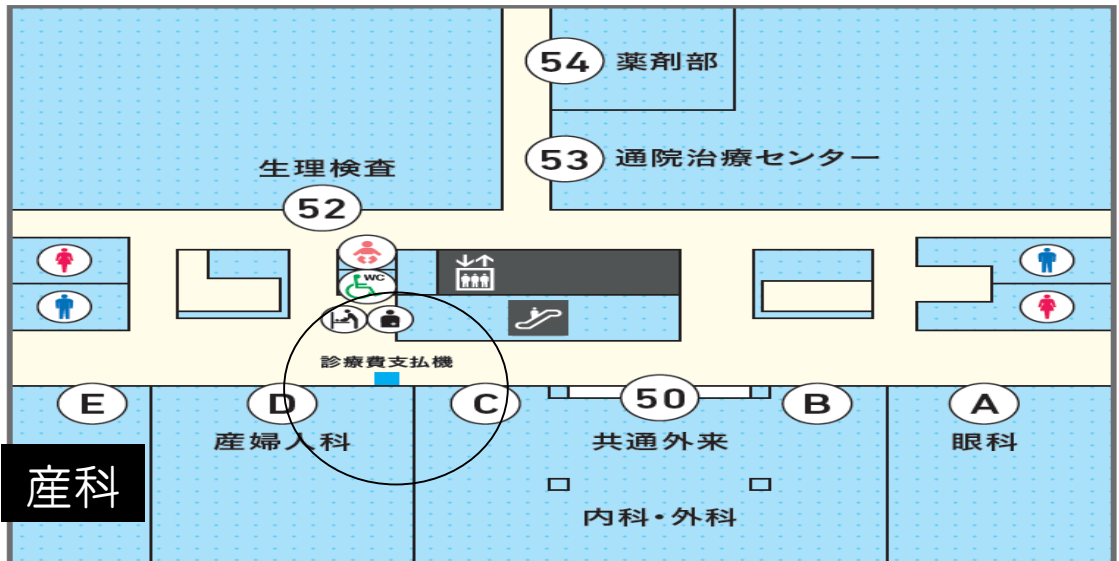 54 薬剤部
53 通院治療センター
生理検査
52
WC
診療費支払機
E
D
C
50
B
A
産婦人科
共通外来
眼科
産科
内科・外科